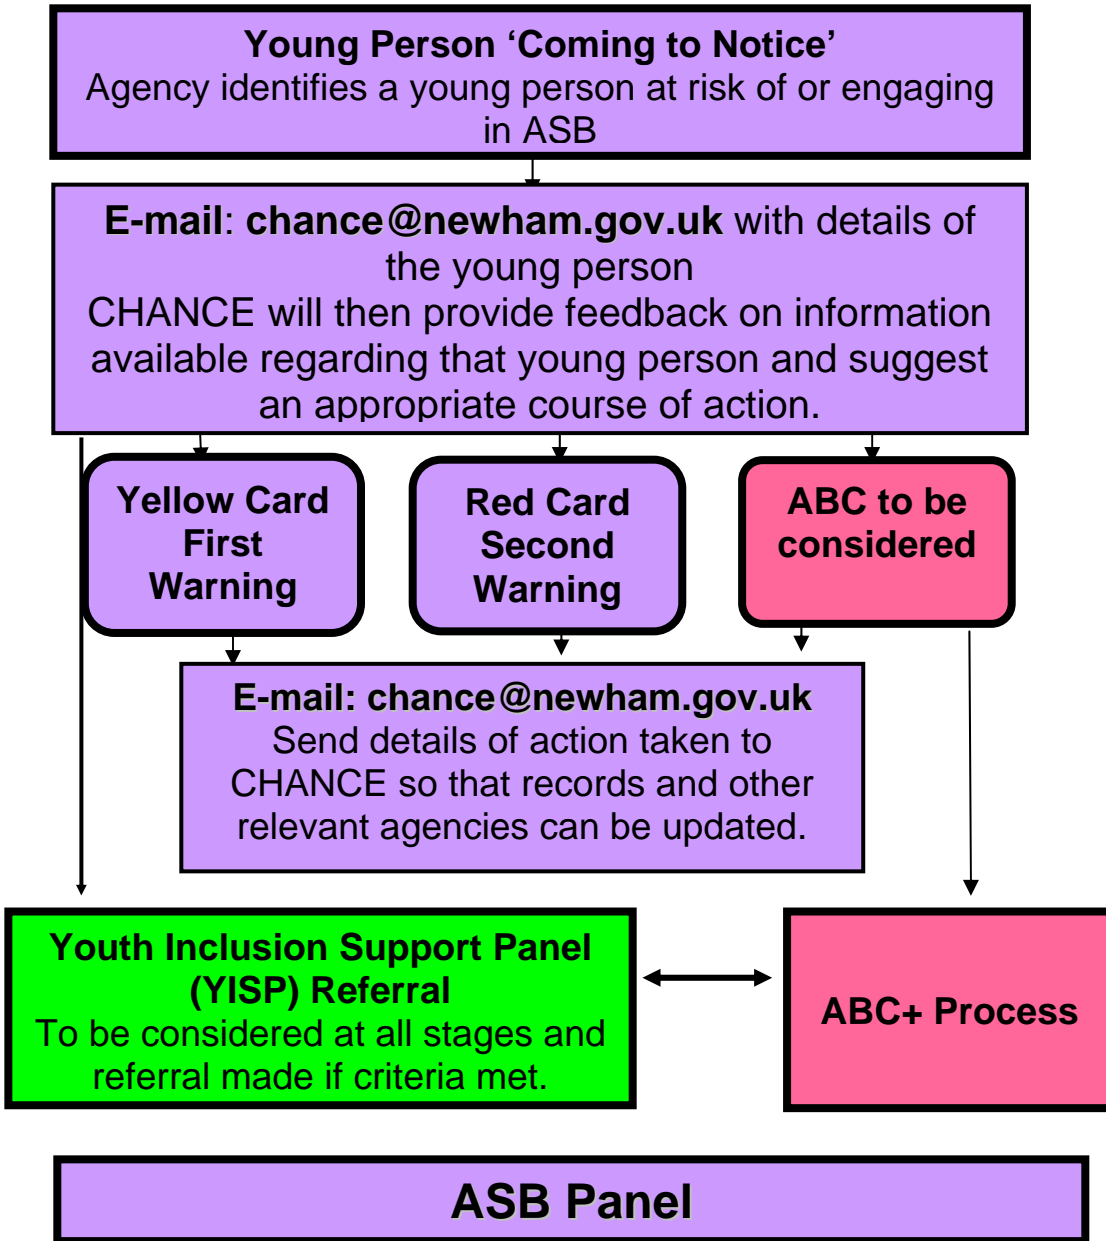 Young Person ‘Coming to Notice’
Agency identifies a young person at risk of or engaging
in ASB
E-mail: chance@newham.gov.uk with details of
the young person
CHANCE will then provide feedback on information
available regarding that young person and suggest
an appropriate course of action.
Yellow Card
First
Warning
Red Card
Second
Warning
ABC to be
considered
E-mail: chance@newham.gov.uk
Send details of action taken to
CHANCE so that records and other
relevant agencies can be updated.
Youth Inclusion Support Panel
(YISP) Referral
To be considered at all stages and
referral made if criteria met.
ABC+ Process
ASB Panel